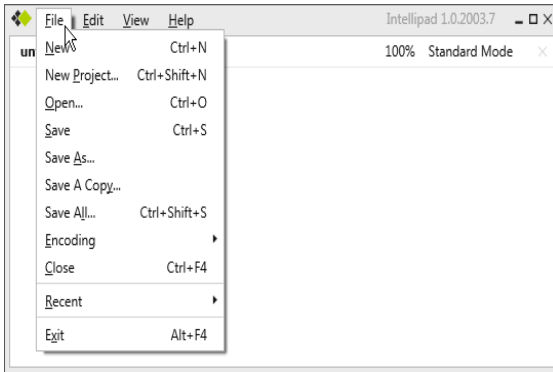 File Edit View Help Intellipad 1.0.2003.7
un 100% Standard Mode
New Ctrl+N
New Project... Ctrl+Shift+N
Open... Ctrl+O
Save Ctrl+S
Save As...
Save A Copy...
Save All... Ctrl+Shift+S
Encoding
Close Ctrl+F4
Recent
Exit Alt+F4